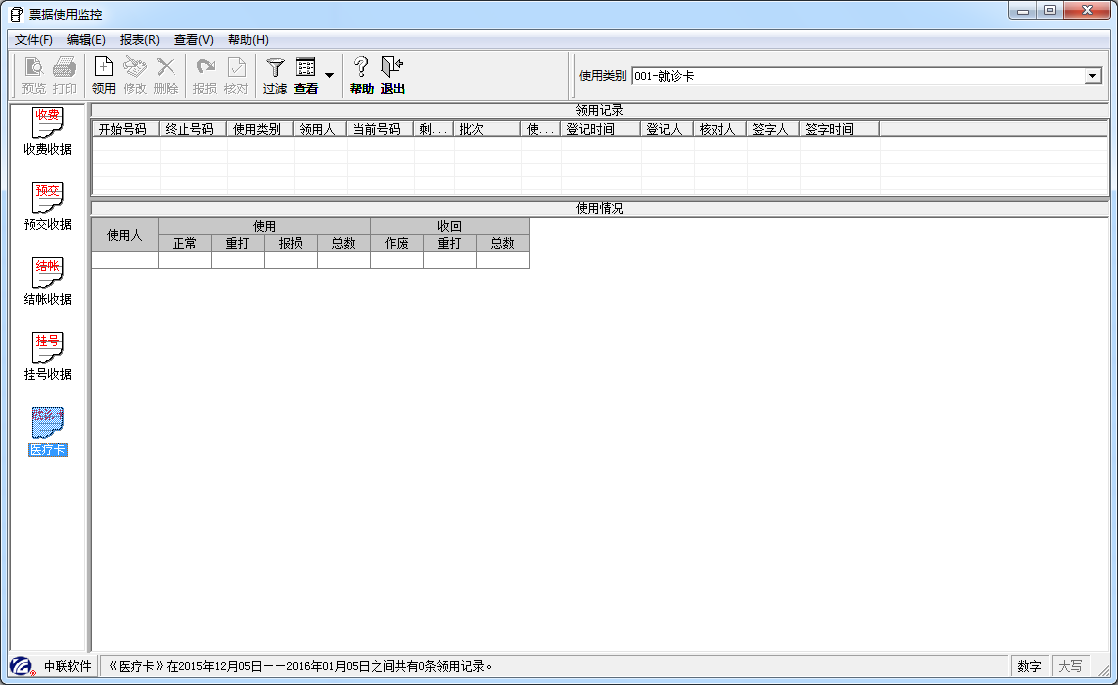 票据使用监控
文件(F) 编辑(E) 报表(R) 查看(V) 帮助(H)
预览 打印 领用 修改 删除 报损 核对 过滤 查看 帮助 退出 使用类别 001-就诊卡
收费
收费收据
预交
预交收据
结帐
结帐收据
挂号
挂号收据
医疗卡
领用记录
开始号码 终止号码 使用类别 领用人 当前号码 剩... 批次 使... 登记时间 登记人 核对人 签字人 签字时间
使用情况
使用人 使用 收回
正常 重打 报损 总数 作废 重打 总数
中联软件 《医疗卡》在2015年12月05日——2016年01月05日之间共有0条领用记录。 数字 大写